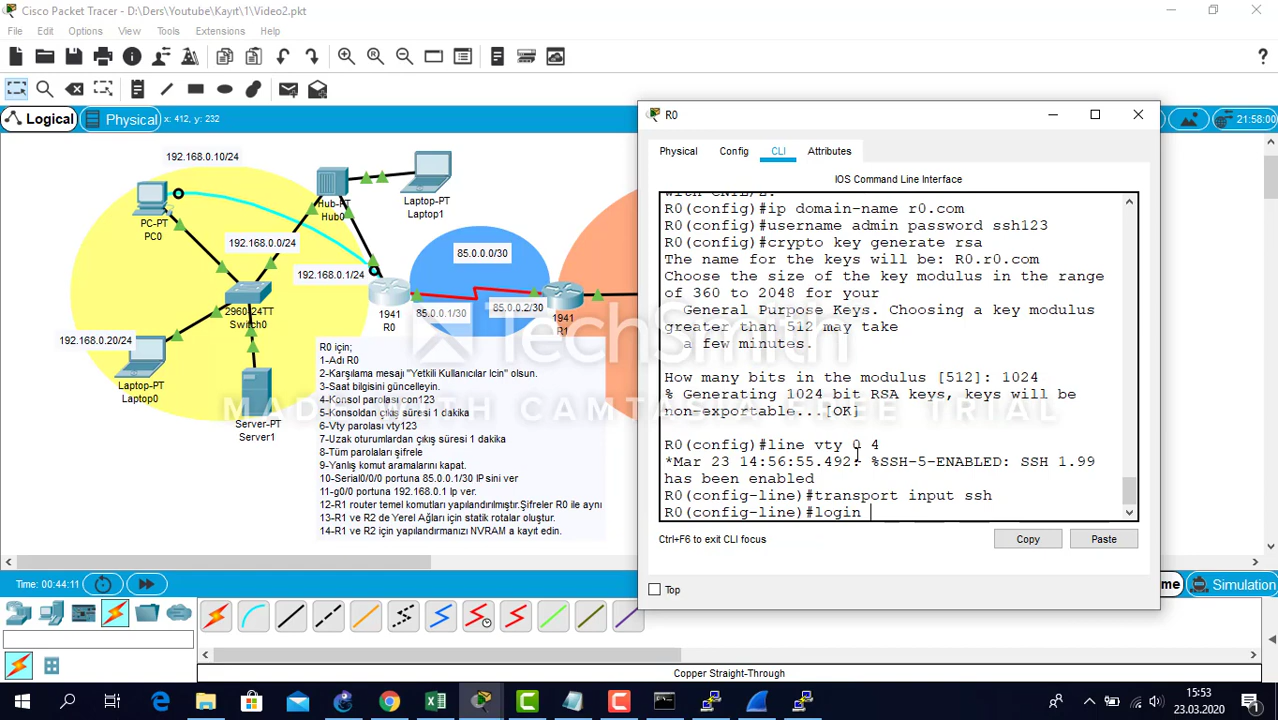 Cisco Packet Tracer - D:\Ders\Youtube\Kayıt\1\Video2.pkt
File Edit Options View Tools Extensions Help
Logical Physical x: 412, y: 232
21:58:00
192.168.0.10/24
PC-PT
PC0
Hub-PT
Hub0
Laptop-PT
Laptop1
192.168.0.0/24
192.168.0.1/24
85.0.0.0/30
2960-24TT
Switch0
1941
R0
85.0.0.1/30
85.0.0.2/30
1941
R1
192.168.0.20/24
Laptop-PT
Laptop0
Server-PT
Server1
R0 için;
1-Adı R0
2-Karşılama mesajı "Yetkili Kullanıcılar Icin" olsun.
3-Saat bilgisini güncelleyin.
4-Konsol parolası con123
5-Konsoldan çıkış süresi 1 dakika
6-Vty parolası vty123
7-Uzak oturumlardan çıkış süresi 1 dakika
8-Tüm parolaları şifrele
9-Yanlış komut aramalarını kapat.
10-Serial0/0/0 portuna 85.0.0.1/30 IP sini ver
11-g0/0 portuna 192.168.0.1 Ip ver.
12-R1 router temel komutları yapılandırılmıştır.Şifreler R0 ile aynı
13-R1 ve R2 de Yerel Ağları için statik rotalar oluştur.
14-R1 ve R2 için yapılandırmanızı NVRAM a kayıt edin.
R0
Physical Config CLI Attributes
IOS Command Line Interface
with CNTL/Z.
R0(config)#ip domain-name r0.com
R0(config)#username admin password ssh123
R0(config)#crypto key generate rsa
The name for the keys will be: R0.r0.com
Choose the size of the key modulus in the range
of 360 to 2048 for your
General Purpose Keys. Choosing a key modulus
greater than 512 may take
a few minutes.
How many bits in the modulus [512]: 1024
% Generating 1024 bit RSA keys, keys will be
non-exportable...[OK]
R0(config)#line vty 0 4
*Mar 23 14:56:55.492: %SSH-5-ENABLED: SSH 1.99
has been enabled
R0(config-line)#transport input ssh
R0(config-line)#login
Ctrl+F6 to exit CLI focus
Copy
Paste
Top
TechSmith
MADE WITH CAMTASIA FREE TRIAL
Time: 00:44:11
me Simulation
Copper Straight-Through
15:53
23.03.2020
1